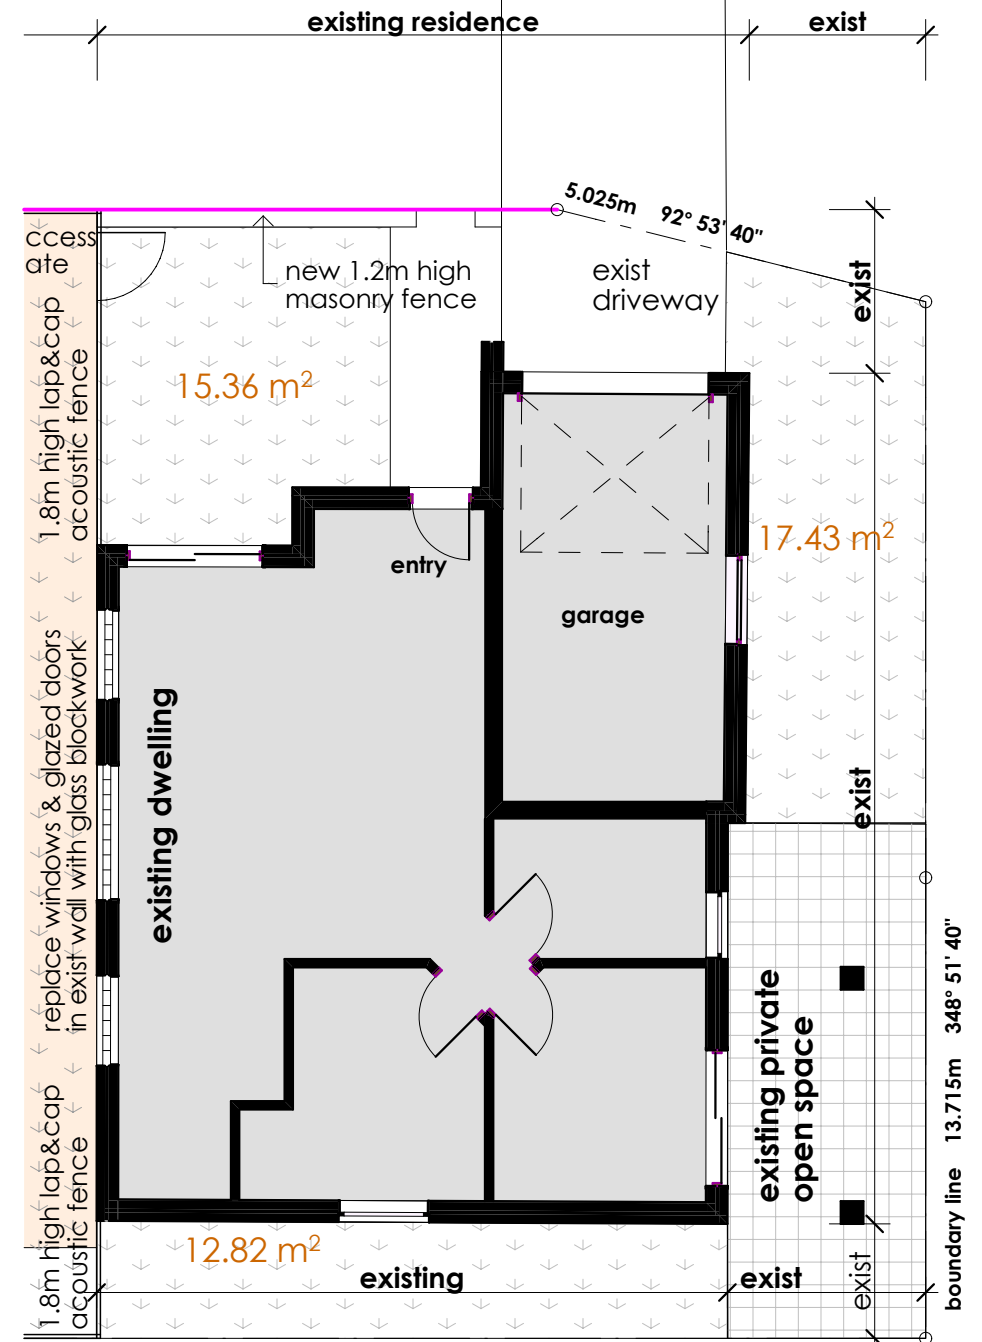 existing residence
exist
5.025m 92° 53' 40"
ccess
ate
new 1.2m high
masonry fence
exist
driveway
exist
1.8m high lap&cap
acoustic fence
15.36 m²
17.43 m²
entry
garage
replace windows & glazed doors
in exist wall with glass blockwork
existing dwelling
exist
existing private
open space
boundary line 13.715m 348° 51' 40"
1.8m high lap&cap
acoustic fence
12.82 m²
existing
exist
exist